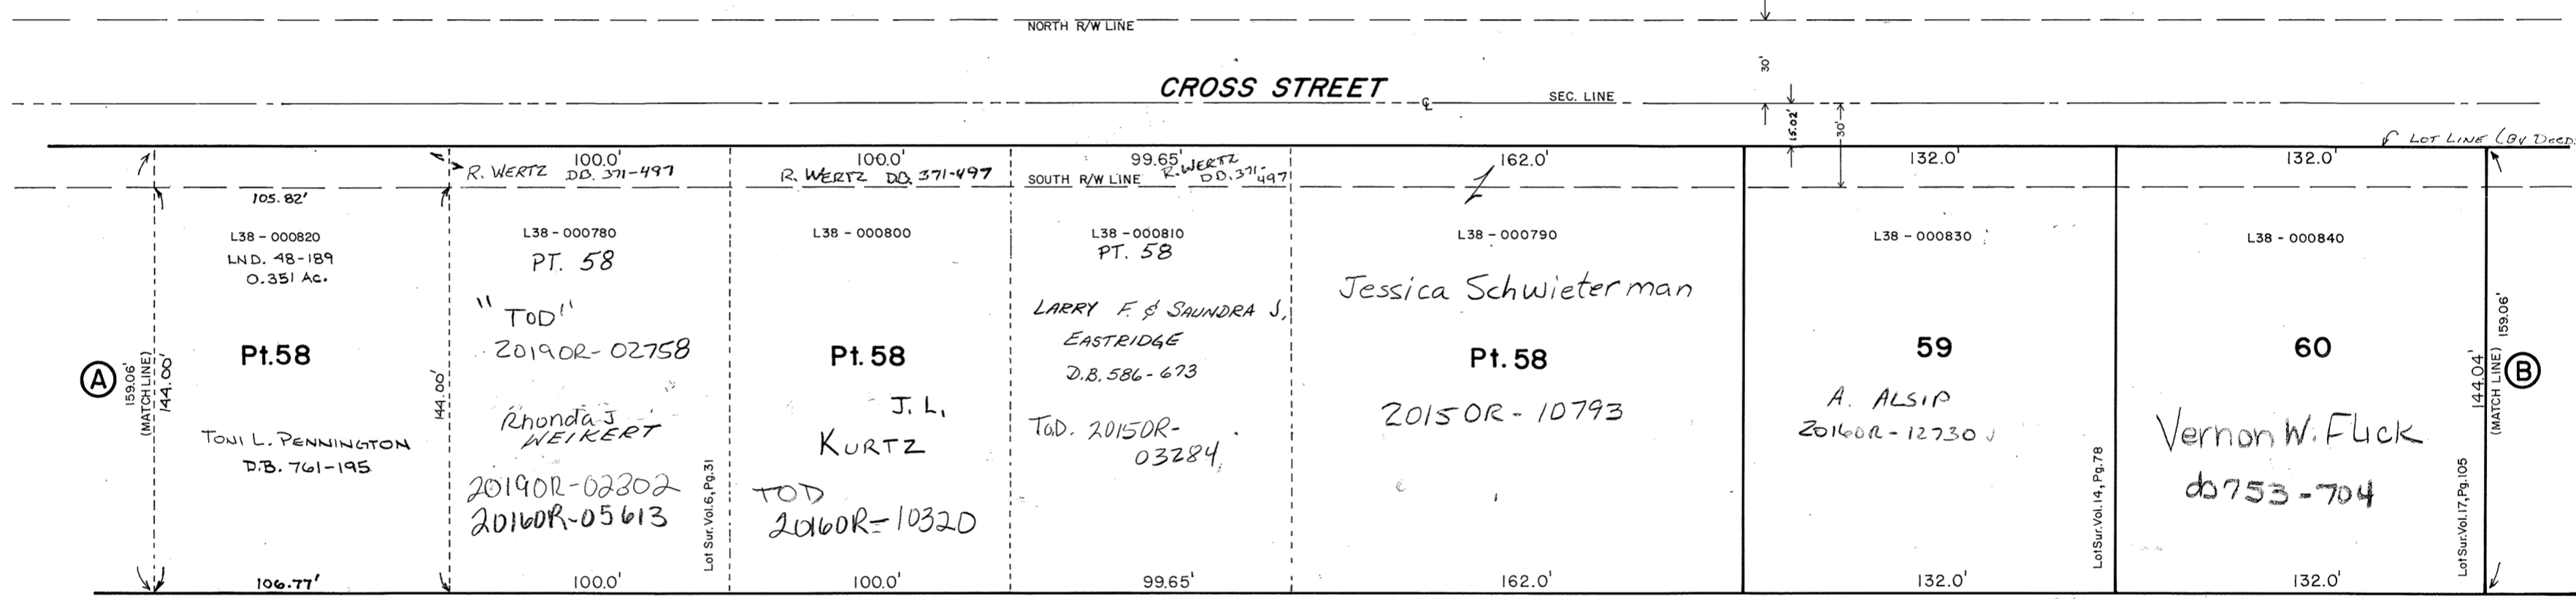 NORTH R/W LINE
30'
CROSS STREET
℄
SEC. LINE
15.02'
30'
LOT LINE (BY DEED
100.0'
R. WERTZ DB. 371-497
100.0'
R. WERTZ DB. 371-497
99.65'
R. WERTZ
DB. 371-497
SOUTH R/W LINE
162.0'
132.0'
132.0'
105.82'
L38-000820
LND. 48-189
0.351 Ac.
Pt.58
TONI L. PENNINGTON
D.B. 761-195
106.77'
A
159.06'
(MATCH LINE)
144.00'
144.00'
L38-000780
PT. 58
"TOD"
2019OR-02758
Rhonda J
WEIKERT
2019OR-02302
2016OR-05613
100.0'
Lot Sur.Vol.6,Pg.31
L38-000800
Pt.58
J. L.
KURTZ
TOD
2016OR-10320
100.0'
L38-000810
PT. 58
LARRY F. & SAUNDRA J.
EASTRIDGE
D.B. 586-673
T.O.D. 2015OR-
03284
99.65'
L38-000790
Jessica Schwieterman
Pt.58
2015OR-10793
162.0'
L38-000830
59
A. ALSIP
2016OR-12730
132.0'
Lot Sur.Vol.14, Pg.78
L38-000840
60
Vernon W. Flick
db753-704
132.0'
Lot Sur.Vol.17,Pg.105
144.04'
(MATCH LINE)
159.06'
B